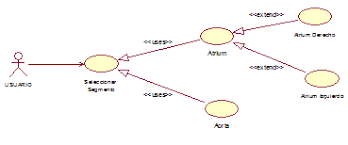 <<extend>>
Atrium Derecho
<<uses>>
Atrium
USUARIO
Seleccionar
Segmento
<<extend>>
Atrium Izquierdo
<<uses>>
Aorta